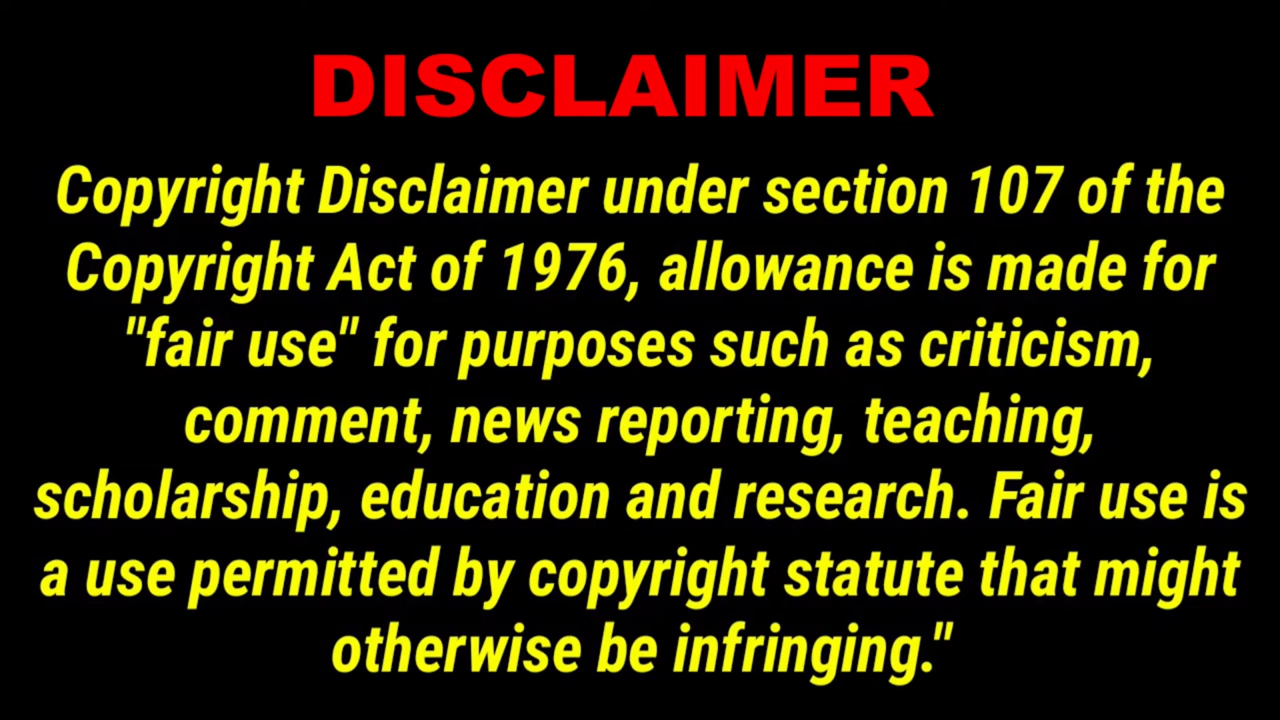 DISCLAIMER
Copyright Disclaimer under section 107 of the
Copyright Act of 1976, allowance is made for
"fair use" for purposes such as criticism,
comment, news reporting, teaching,
scholarship, education and research. Fair use is
a use permitted by copyright statute that might
otherwise be infringing."